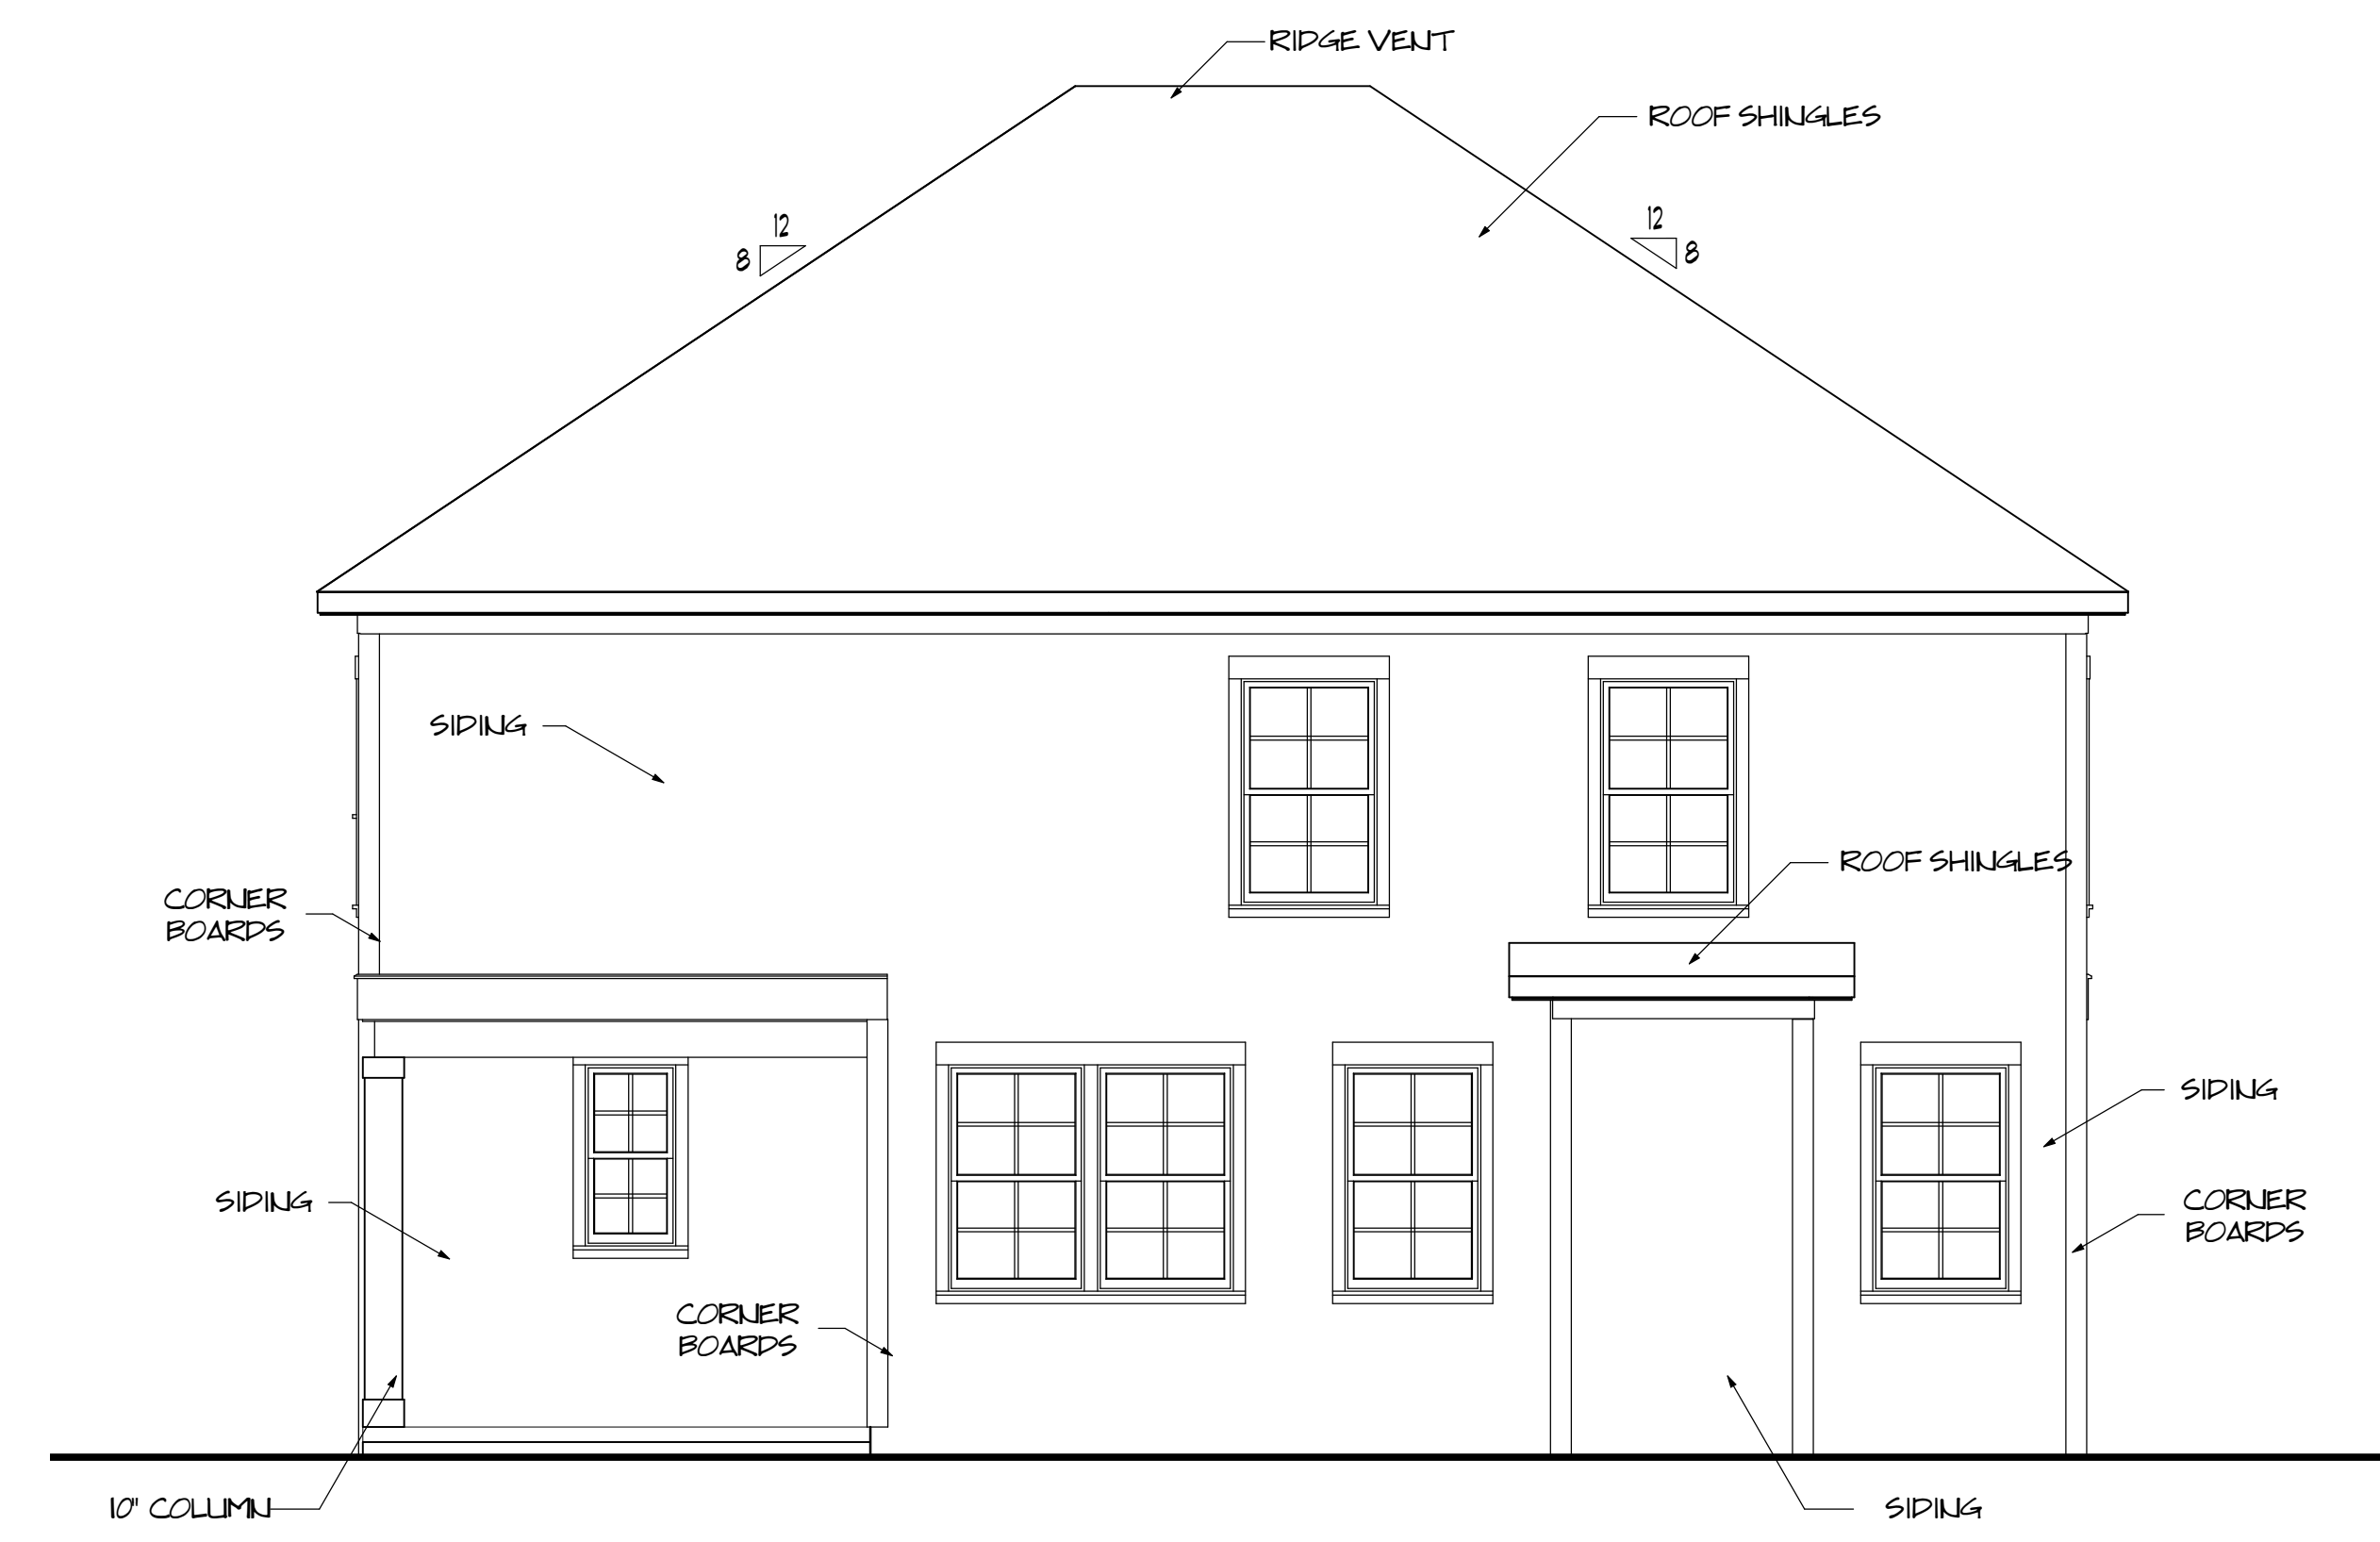 RIDGE VENT
ROOF SHINGLES
12
8
12
8
SIDING
ROOF SHINGLES
CORNER
BOARDS
SIDING
SIDING
CORNER
BOARDS
CORNER
BOARDS
10" COLUMN
SIDING